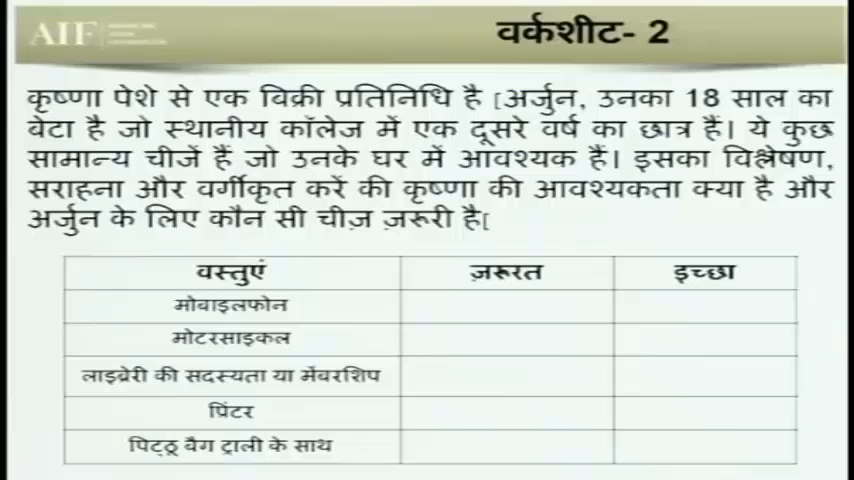 AIF
वर्कशीट- 2
कृष्णा पेशे से एक विक्री प्रतिनिधि है [अर्जुन, उनका 18 साल का
बेटा है जो स्थानीय कॉलेज में एक दूसरे वर्ष का छात्र हैं। ये कुछ
सामान्य चीजें हैं जो उनके घर में आवश्यक हैं। इसका विश्लेषण,
सराहना और वर्गीकृत करें की कृष्णा की आवश्यकता क्या है और
अर्जुन के लिए कौन सी चीज़ ज़रूरी है[
वस्तुएं ज़रूरत इच्छा
मोवाइलफोन
मोटरसाइकल
लाइब्रेरी की सदस्यता या मेंवरशिप
प्रिंटर
पिट्ठू वैग ट्राली के साथ